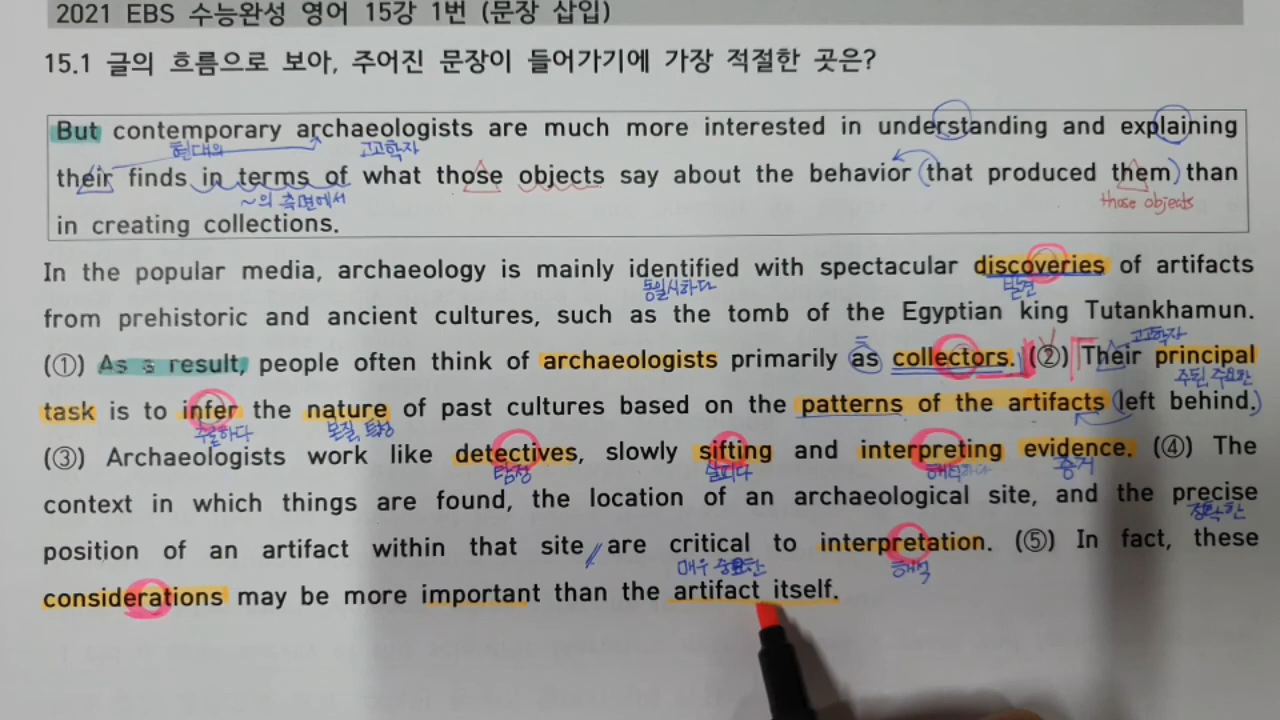 2021 EBS 수능완성 영어 15강 1번 (문장 삽입)
15.1 글의 흐름으로 보아, 주어진 문장이 들어가기에 가장 적절한 곳은?
But contemporary archaeologists are much more interested in understanding and explaining
현대의 고고학자
their finds in terms of what those objects say about the behavior (that produced them) than
~의 측면에서 those objects
in creating collections.
In the popular media, archaeology is mainly identified with spectacular discoveries of artifacts
동일시하다 발견
from prehistoric and ancient cultures, such as the tomb of the Egyptian king Tutankhamun.
고고학자
(①) As a result, people often think of archaeologists primarily as collectors. (②) Their principal
주된, 주요한
task is to infer the nature of past cultures based on the patterns of the artifacts (left behind.)
추론하다 본질, 특성
(③) Archaeologists work like detectives, slowly sifting and interpreting evidence. (④) The
탐정 살피다 해석하다 증거
context in which things are found, the location of an archaeological site, and the precise
정확한
position of an artifact within that site / are critical to interpretation. (⑤) In fact, these
매우 중요한 해석
considerations may be more important than the artifact itself.